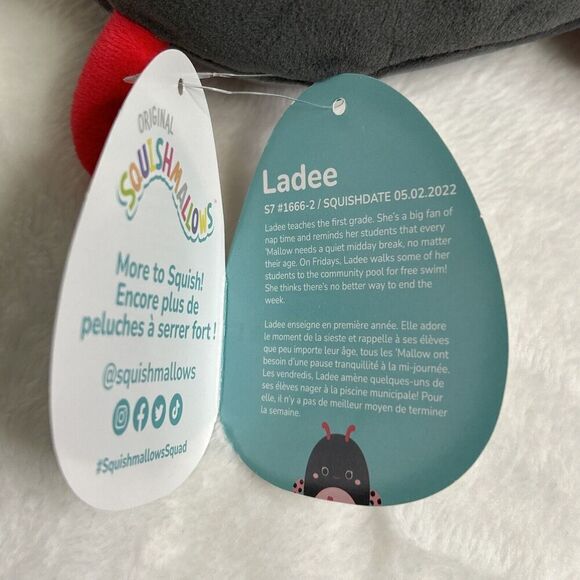 ORIGINAL
SQUISHMALLOWS
More to Squish!
Encore plus de
peluches à serrer fort !
@squishmallows
#SquishmallowsSquad
Ladee
S7 #1666-2 / SQUISHDATE 05.02.2022
Ladee teaches the first grade. She's a big fan of
nap time and reminds her students that every
'Mallow needs a quiet midday break, no matter
their age. On Fridays, Ladee walks some of her
students to the community pool for free swim!
She thinks there's no better way to end the
week.
Ladee enseigne en première année. Elle adore
le moment de la sieste et rappelle à ses élèves
que peu importe leur âge, tous les 'Mallow ont
besoin d'une pause tranquilité à la mi-journée.
Les vendredis, Ladee amène quelques-uns de
ses élèves nager à la piscine municipale! Pour
elle, il n'y a pas de meilleur moyen de terminer
la semaine.